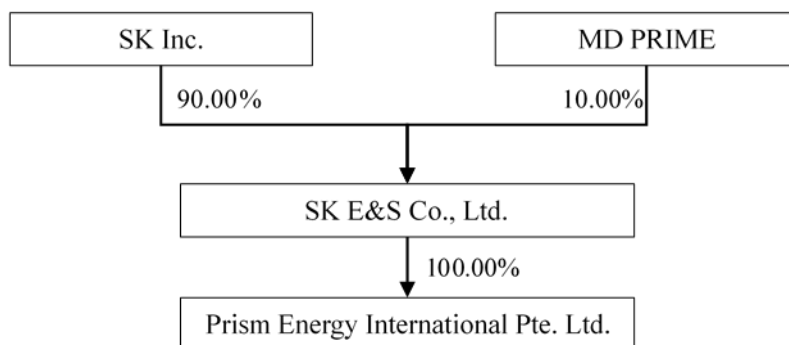 SK Inc.
MD PRIME
90.00%
10.00%
SK E&S Co., Ltd.
100.00%
Prism Energy International Pte. Ltd.